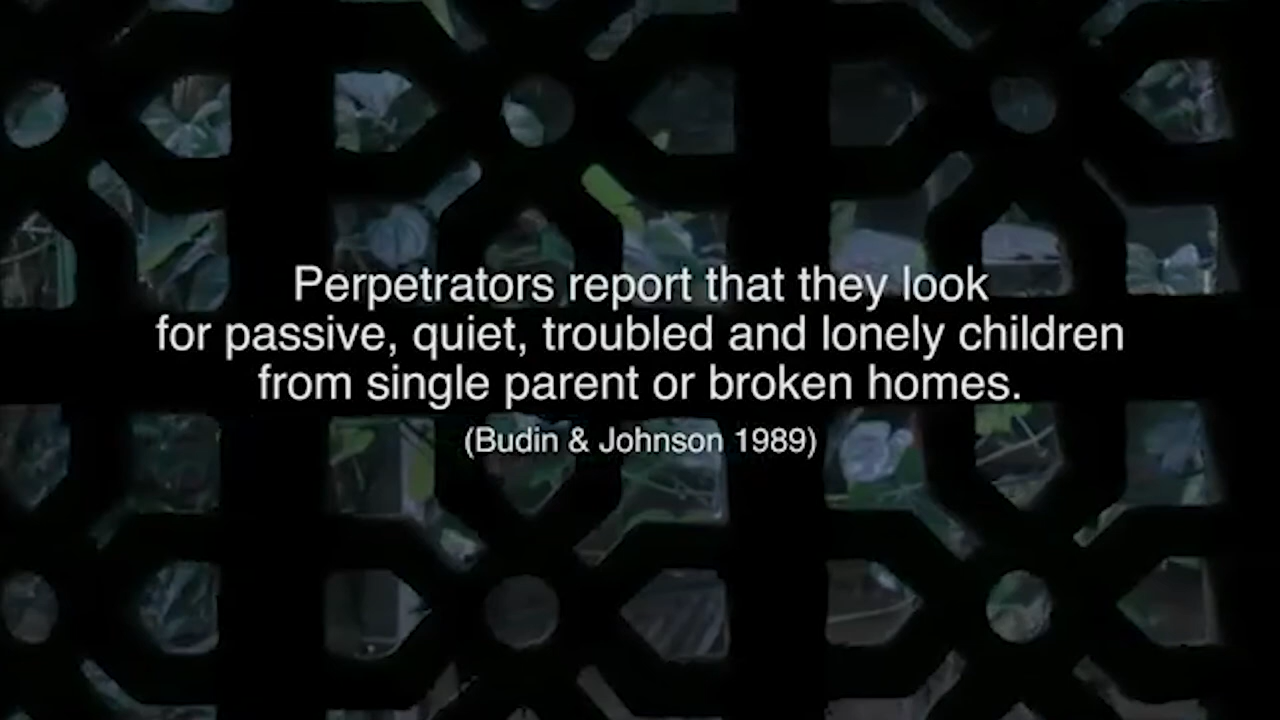 Perpetrators report that they look
for passive, quiet, troubled and lonely children
from single parent or broken homes.
(Budin & Johnson 1989)